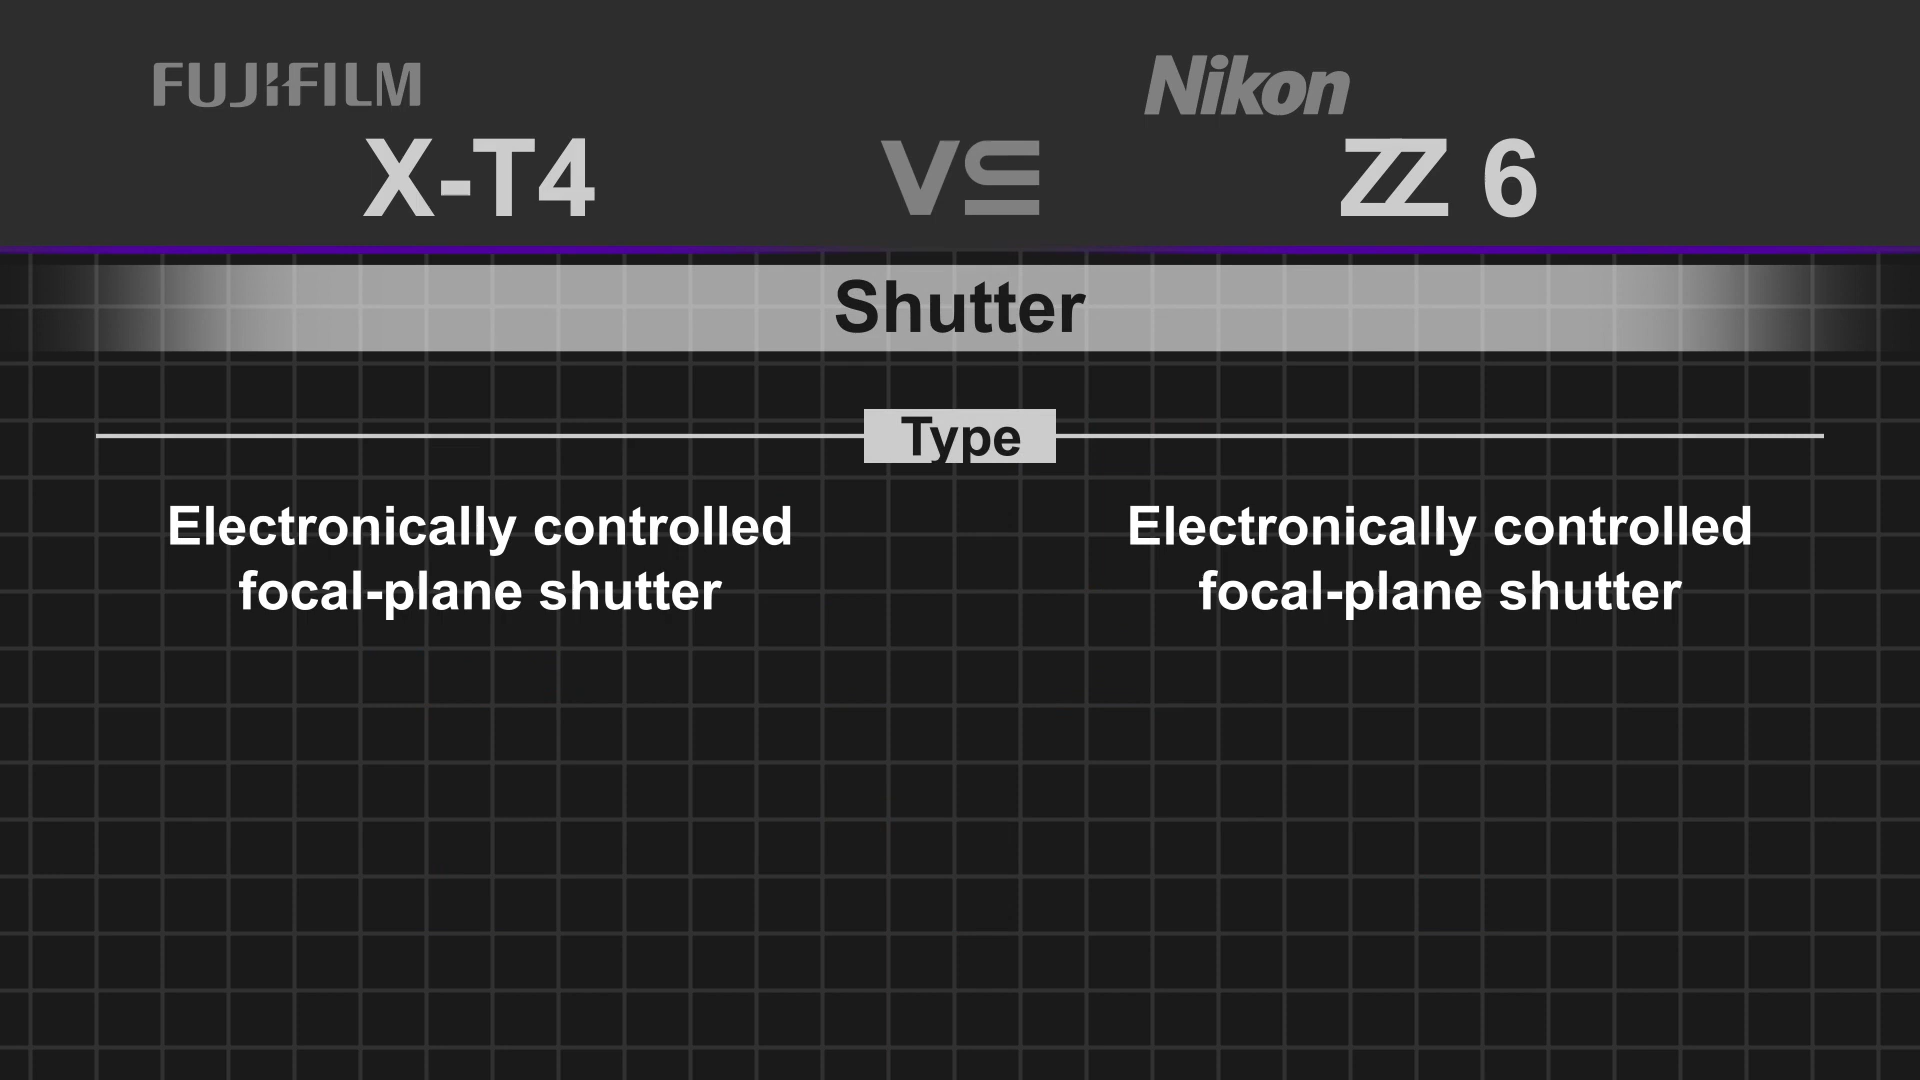 FUJIFILM
Nikon
X-T4
VS
ZZ 6
Shutter
Type
Electronically controlled
focal-plane shutter
Electronically controlled
focal-plane shutter